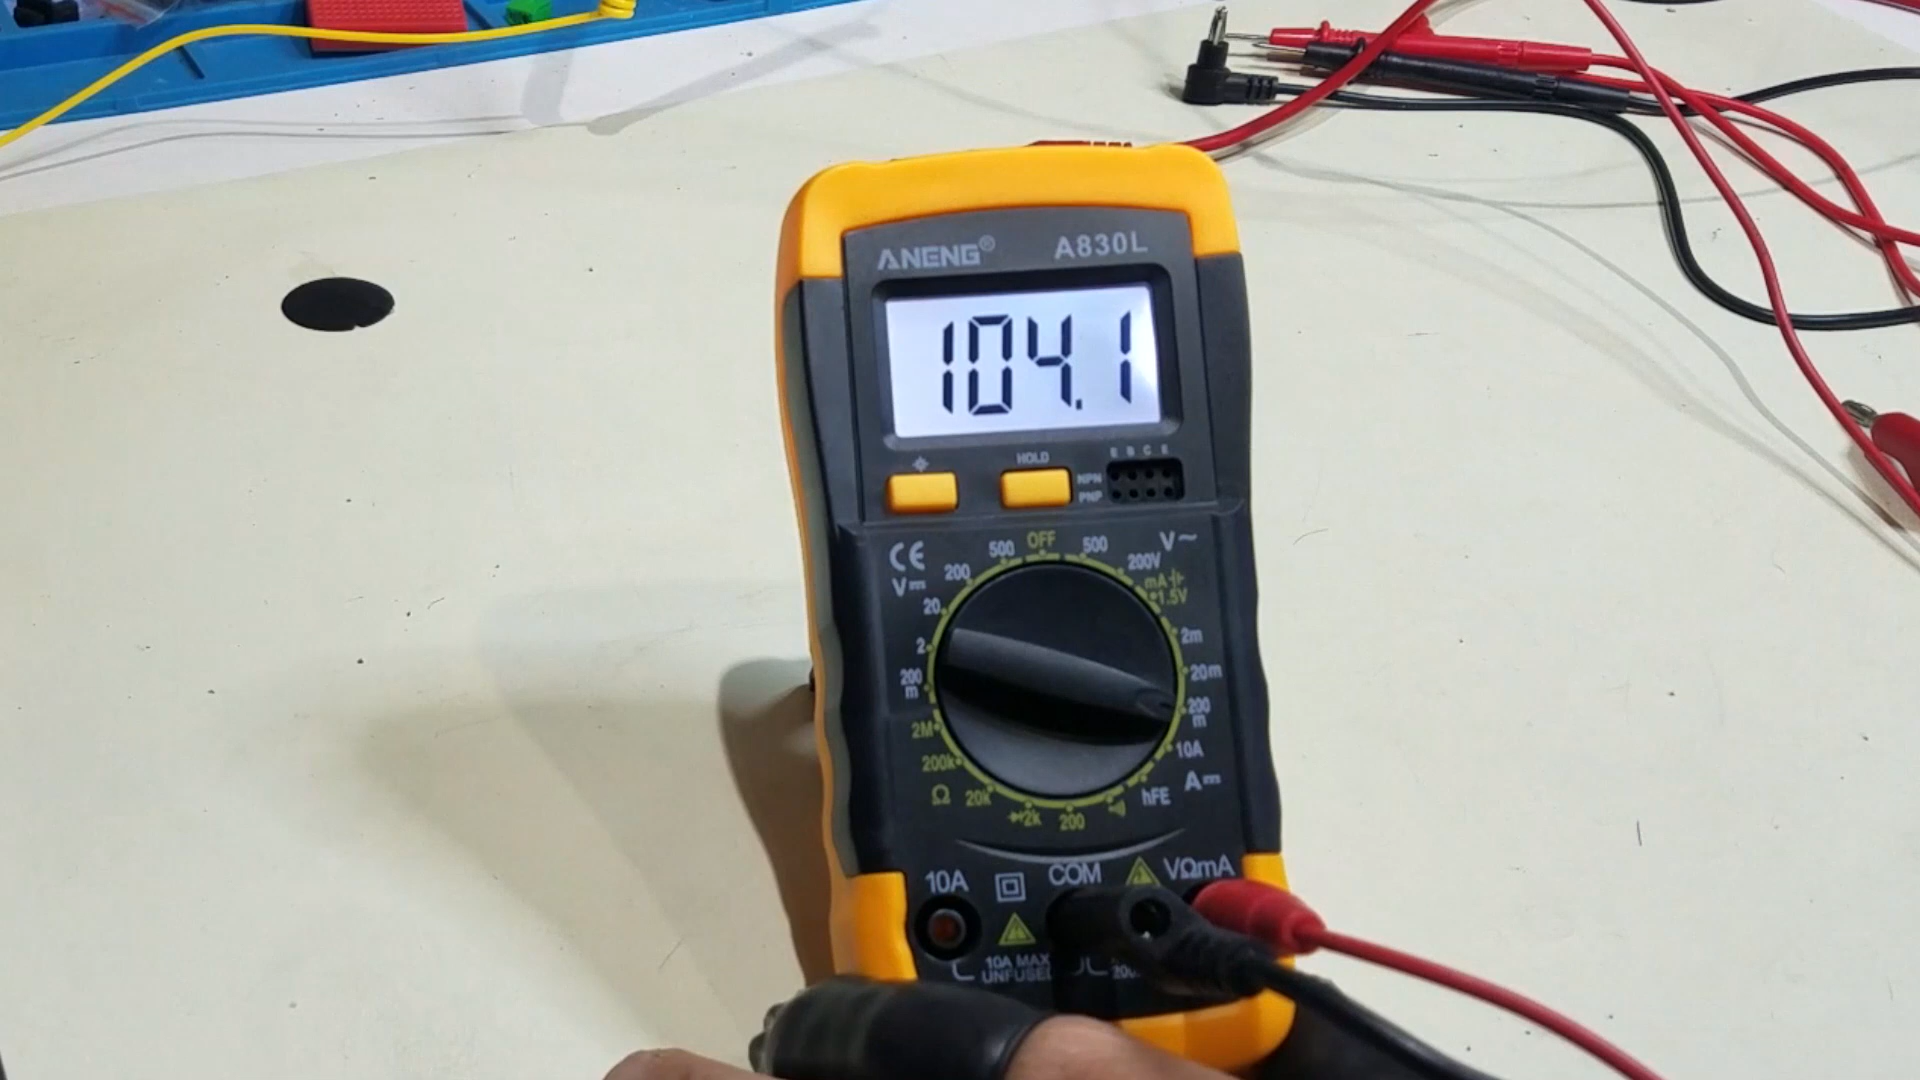 ANENG® A830L
104.1
HOLD
E B C E
NPN
PNP
CE
OFF
500
500
V~
200
200V
V⎓
mA
1.5V
20
2m
2
20m
200
m
200
m
2M
10A
200k
A⎓
Ω
20k
hFE
2k
200
10A
COM
VΩmA
10A MAX
UNFUSED